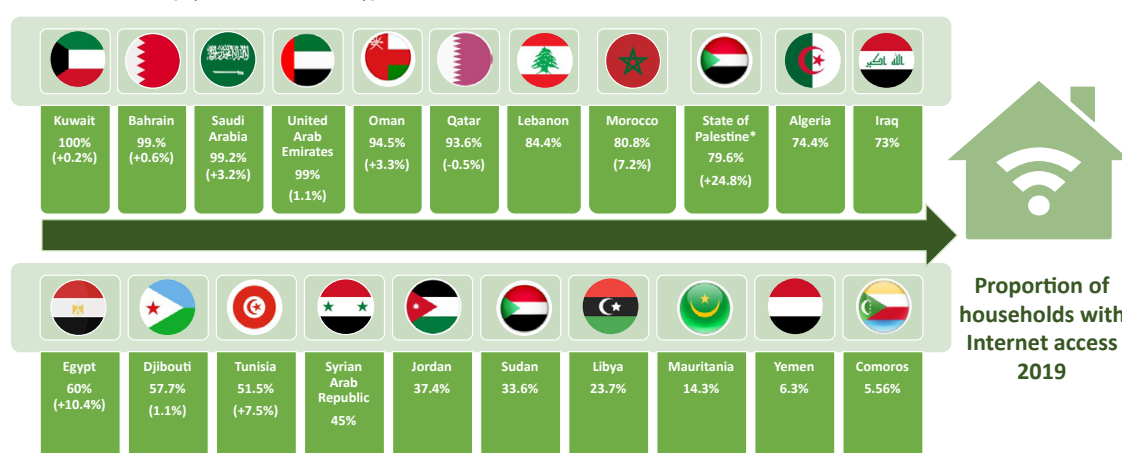 Kuwait
100%
(+0.2%)
Bahrain
99.%
(+0.6%)
Saudi
Arabia
99.2%
(+3.2%)
United
Arab
Emirates
99%
(1.1%)
Oman
94.5%
(+3.3%)
Qatar
93.6%
(-0.5%)
Lebanon
84.4%
Morocco
80.8%
(7.2%)
State of
Palestine*
79.6%
(+24.8%)
Algeria
74.4%
Iraq
73%
Egypt
60%
(+10.4%)
Djibouti
57.7%
(1.1%)
Tunisia
51.5%
(+7.5%)
Syrian
Arab
Republic
45%
Jordan
37.4%
Sudan
33.6%
Libya
23.7%
Mauritania
14.3%
Yemen
6.3%
Comoros
5.56%
Proportion of
households with
Internet access
2019